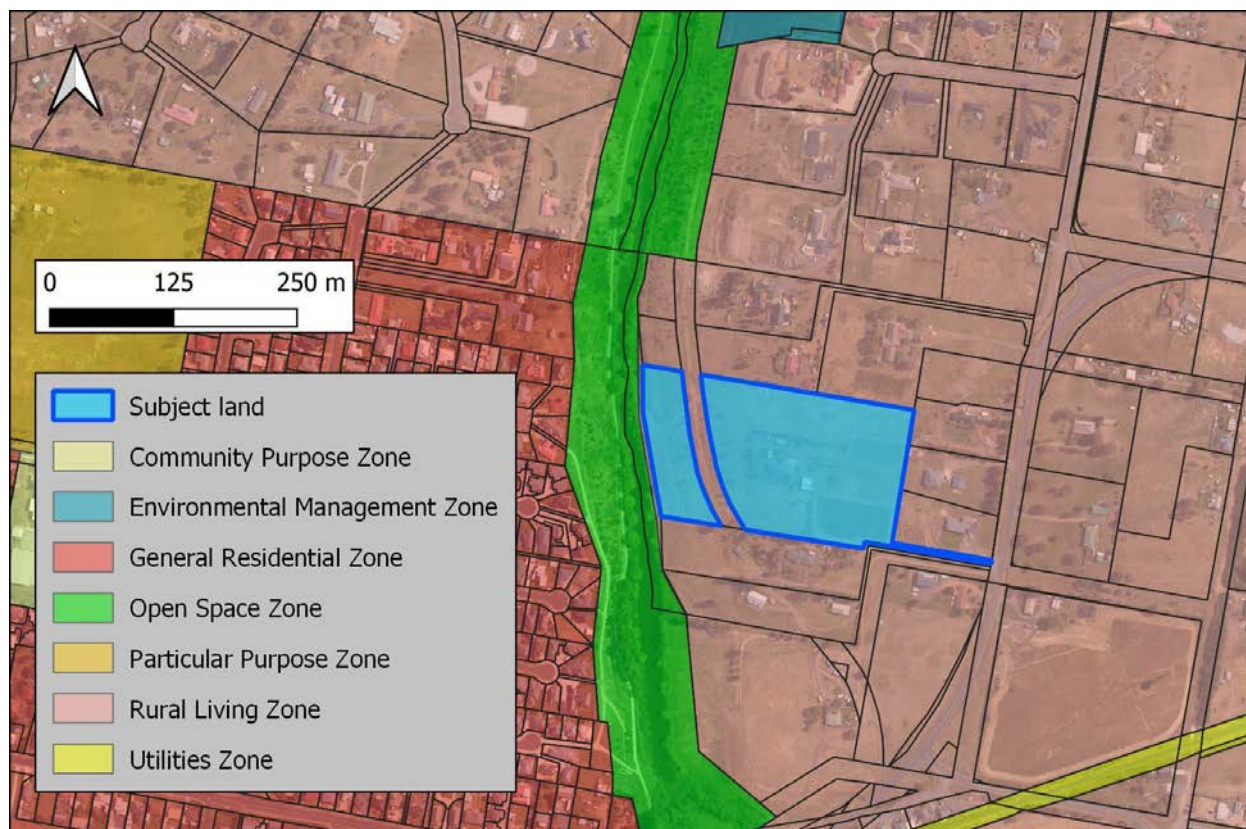 0 125 250 m
Subject land
Community Purpose Zone
Environmental Management Zone
General Residential Zone
Open Space Zone
Particular Purpose Zone
Rural Living Zone
Utilities Zone